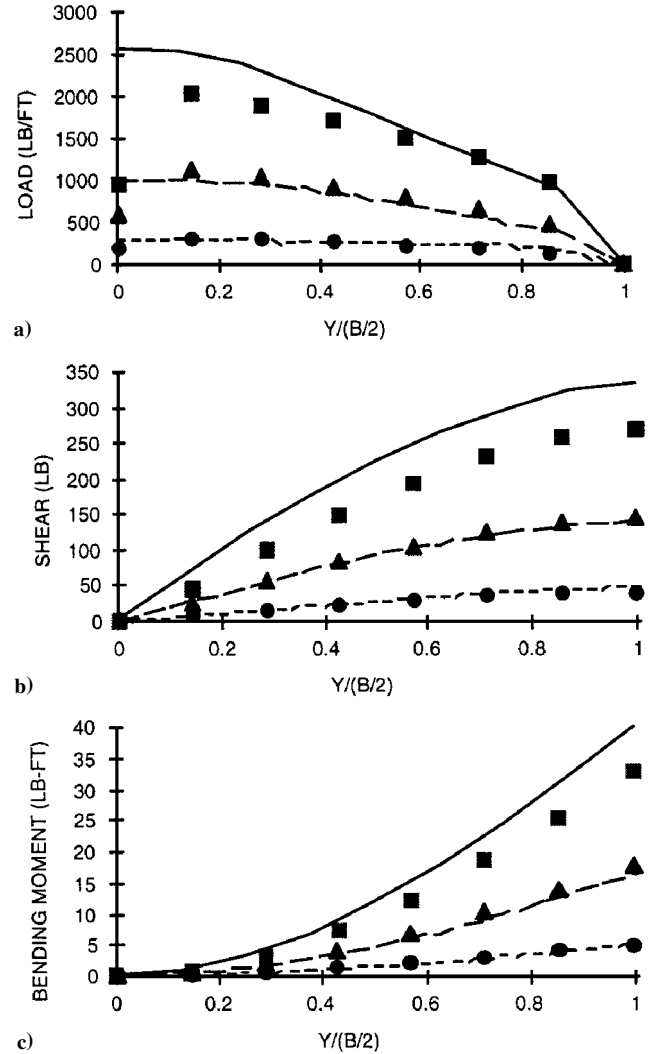 3000
2500
2000
1500
1000
500
0
LOAD (LB/FT)
0 0.2 0.4 0.6 0.8 1
Y/(B/2)
a)
350
300
250
200
150
100
50
0
SHEAR (LB)
0 0.2 0.4 0.6 0.8 1
Y/(B/2)
b)
40
35
30
25
20
15
10
5
0
BENDING MOMENT (LB-FT)
0 0.2 0.4 0.6 0.8 1
Y/(B/2)
c)